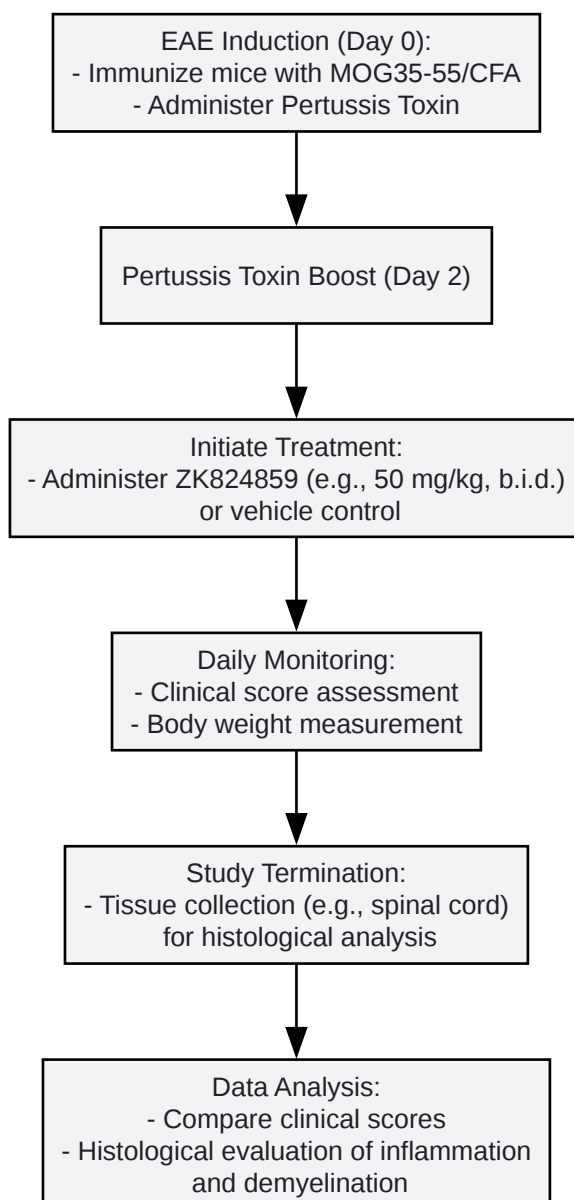 EAE Induction (Day 0):
- Immunize mice with MOG35-55/CFA
- Administer Pertussis Toxin
Pertussis Toxin Boost (Day 2)
Initiate Treatment:
- Administer ZK824859 (e.g., 50 mg/kg, b.i.d.)
or vehicle control
Daily Monitoring:
- Clinical score assessment
- Body weight measurement
Study Termination:
- Tissue collection (e.g., spinal cord)
for histological analysis
Data Analysis:
- Compare clinical scores
- Histological evaluation of inflammation
and demyelination